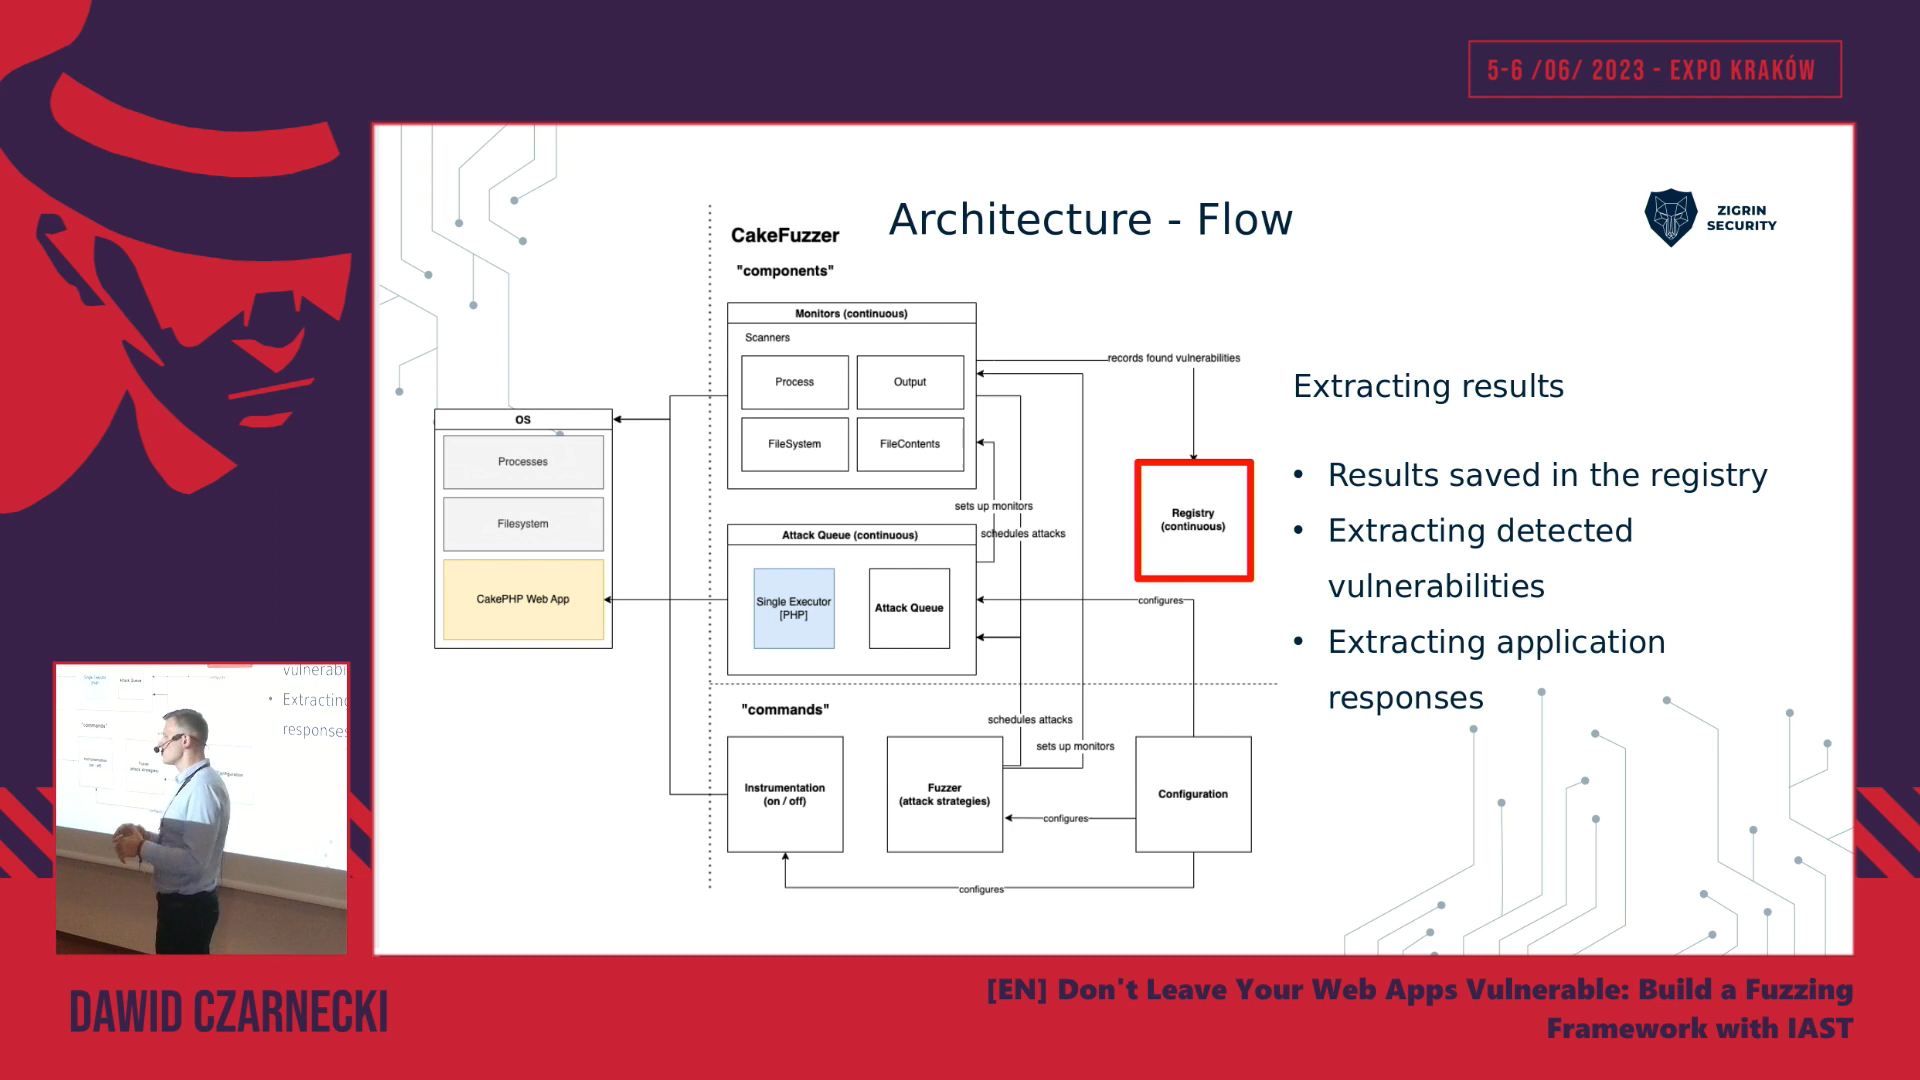 5-6 /06/ 2023 - EXPO KRAKÓW
Architecture - Flow
ZIGRIN
SECURITY
CakeFuzzer
"components"
Monitors (continuous)
Scanners
Process
Output
FileSystem
FileContents
records found vulnerabilities
OS
Processes
Filesystem
CakePHP Web App
sets up monitors
schedules attacks
Attack Queue (continuous)
Single Executor
[PHP]
Attack Queue
Registry
(continuous)
configures
"commands"
schedules attacks
sets up monitors
Instrumentation
(on / off)
Fuzzer
(attack strategies)
configures
Configuration
configures
Extracting results
• Results saved in the registry
• Extracting detected
vulnerabilities
• Extracting application
responses
vulnerabi
• Extracting
responses
"commands"
DAWID CZARNECKI
[EN] Don't Leave Your Web Apps Vulnerable: Build a Fuzzing
Framework with IAST